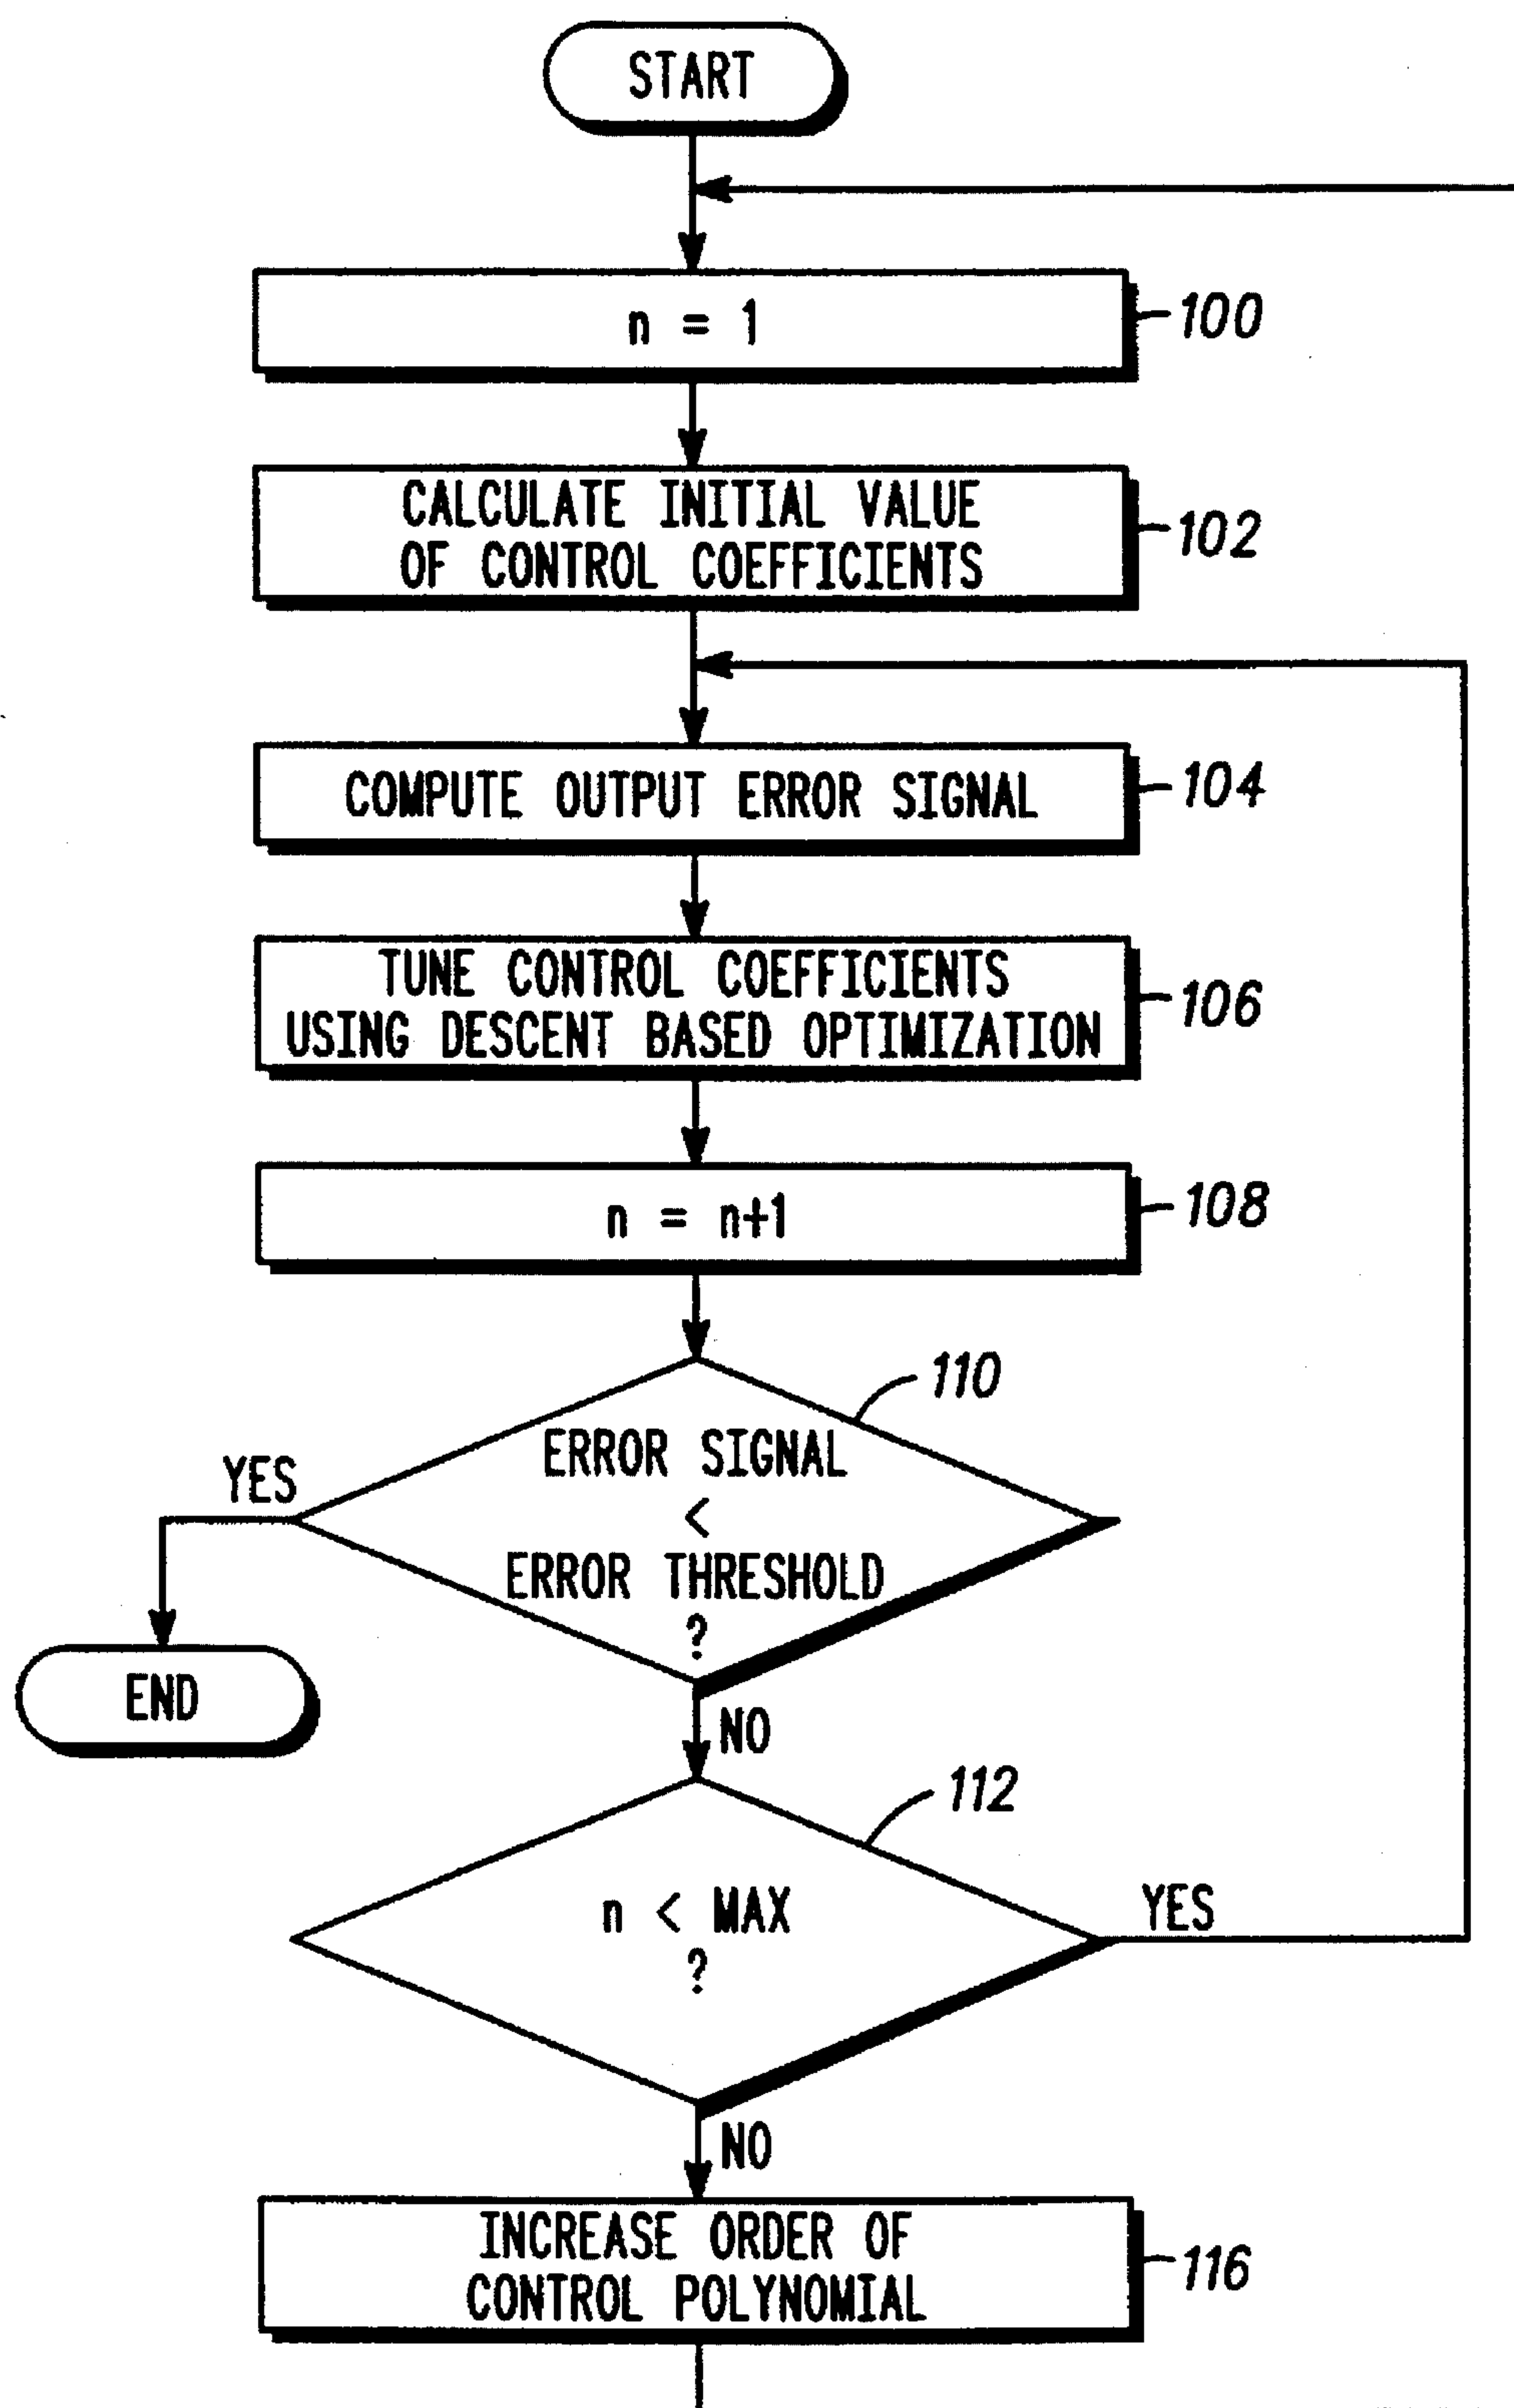 START
n = 1
100
CALCULATE INITIAL VALUE
OF CONTROL COEFFICIENTS
102
COMPUTE OUTPUT ERROR SIGNAL
104
TUNE CONTROL COEFFICIENTS
USING DESCENT BASED OPTIMIZATION
106
n = n+1
108
110
ERROR SIGNAL
<
ERROR THRESHOLD
?
YES
END
NO
112
n < MAX
?
YES
NO
INCREASE ORDER OF
CONTROL POLYNOMIAL
116